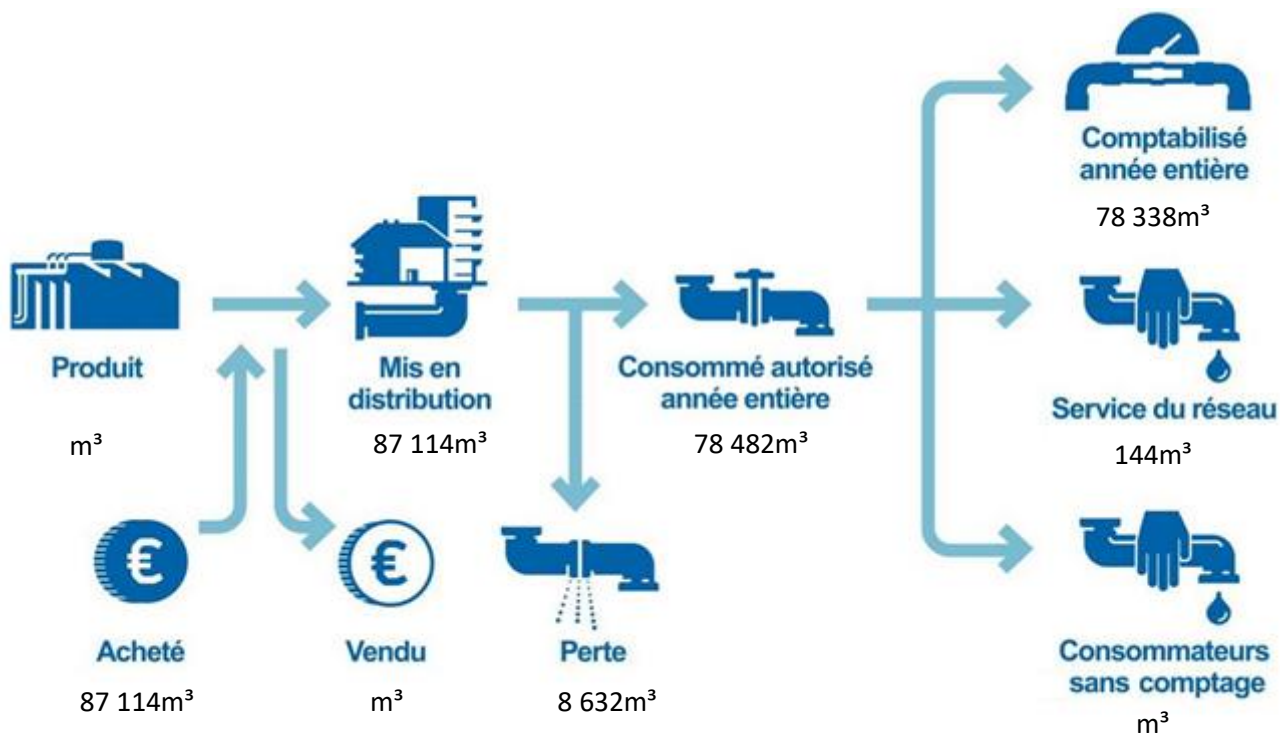 Comptabilisé
année entière
78 338m³
Produit
m³
Mis en
distribution
87 114m³
Consommé autorisé
année entière
78 482m³
Service du réseau
144m³
€
Acheté
87 114m³
€
Vendu
m³
Perte
8 632m³
Consommateurs
sans comptage
m³